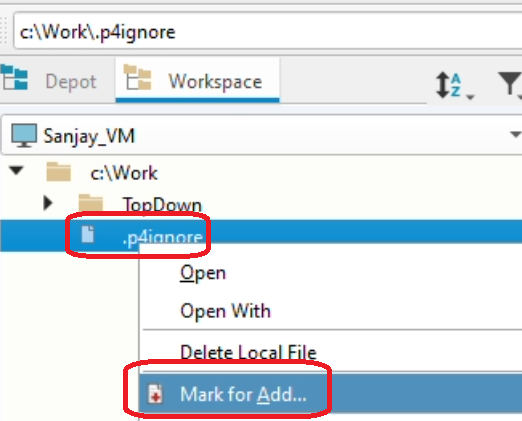 c:\Work\.p4ignore
Depot
Workspace
A
Z
Sanjay_VM
c:\Work
TopDown
.p4ignore
Open
Open With
Delete Local File
Mark for Add...